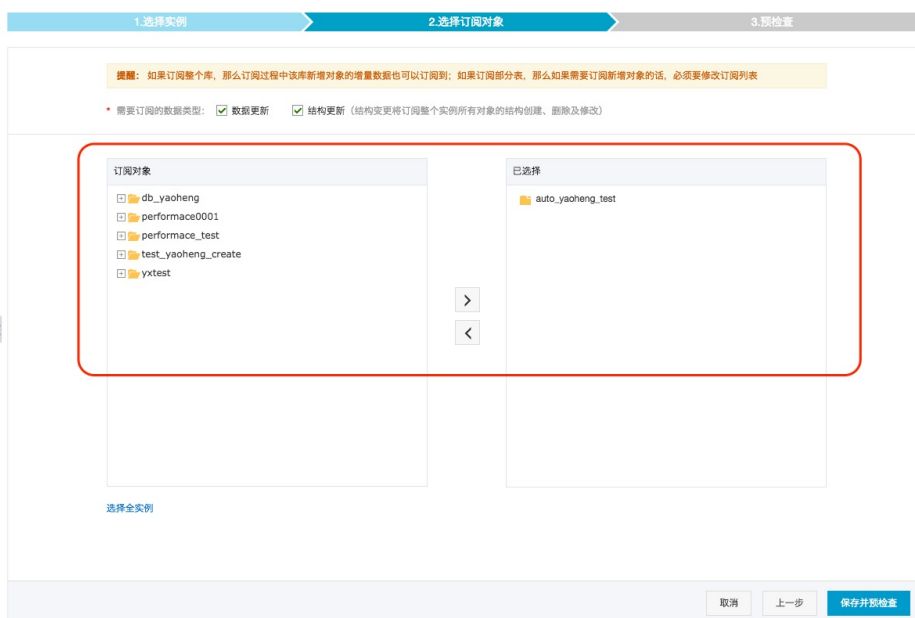 1.选择实例
2.选择订阅对象
3.预检查
提醒: 如果订阅整个库，那么订阅过程中该库新增对象的增量数据也可以订阅到；如果订阅部分表，那么如果需要订阅新增对象的话，必须要修改订阅列表
* 需要订阅的数据类型: 数据更新 结构更新 (结构变更将订阅整个实例所有对象的结构创建、删除及修改)
订阅对象
db_yaoheng
performace0001
performace_test
test_yaoheng_create
yxtest
已选择
auto_yaoheng_test
选择全实例
取消
上一步
保存并预检查